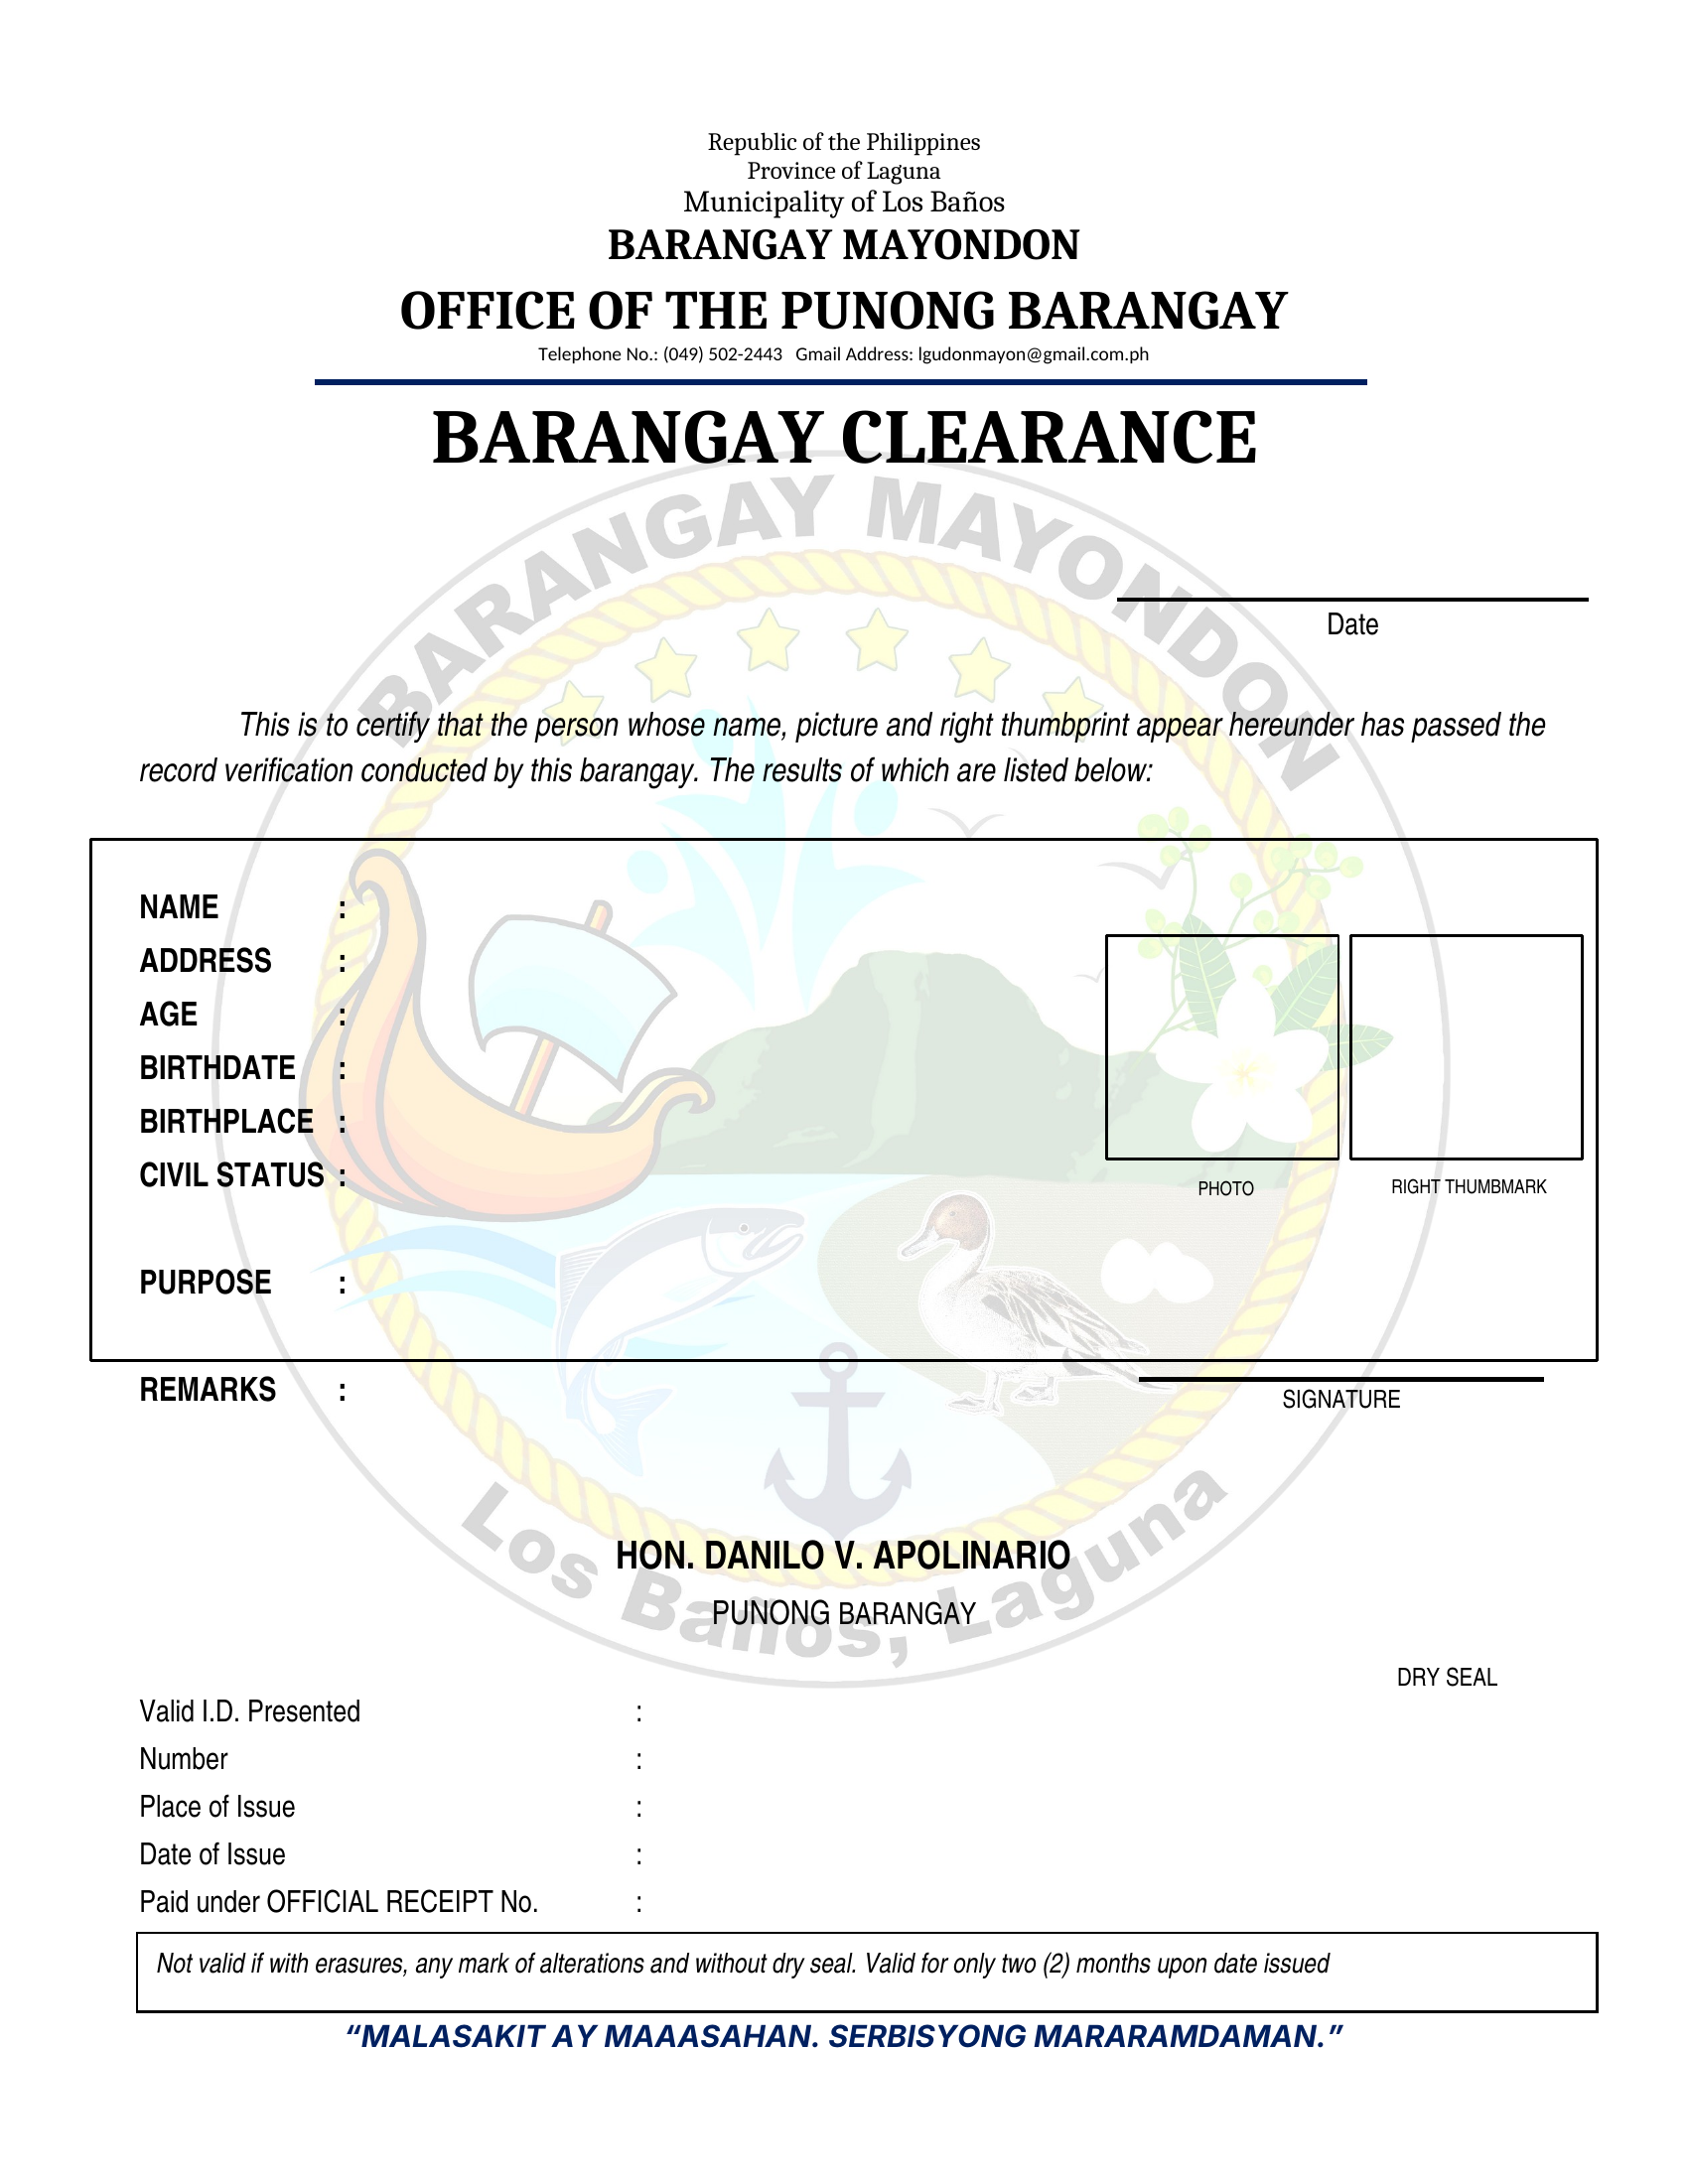 Republic of the Philippines
Province of Laguna
Municipality of Los Baños
BARANGAY MAYONDON
OFFICE OF THE PUNONG BARANGAY
Telephone No.: (049) 502-2443 Gmail Address: lgudonmayon@gmail.com.ph
BARANGAY CLEARANCE
BARANGAY MAYONDON
Date
This is to certify that the person whose name, picture and right thumbprint appear hereunder has passed the
record verification conducted by this barangay. The results of which are listed below:
NAME :
ADDRESS :
AGE :
BIRTHDATE :
BIRTHPLACE :
CIVIL STATUS :
PHOTO RIGHT THUMBMARK
PURPOSE :
REMARKS :
SIGNATURE
HON. DANILO V. APOLINARIO
PUNONG BARANGAY
Los Baños, Laguna
DRY SEAL
Valid I.D. Presented :
Number :
Place of Issue :
Date of Issue :
Paid under OFFICIAL RECEIPT No. :
Not valid if with erasures, any mark of alterations and without dry seal. Valid for only two (2) months upon date issued
“MALASAKIT AY MAAASAHAN. SERBISYONG MARARAMDAMAN.”